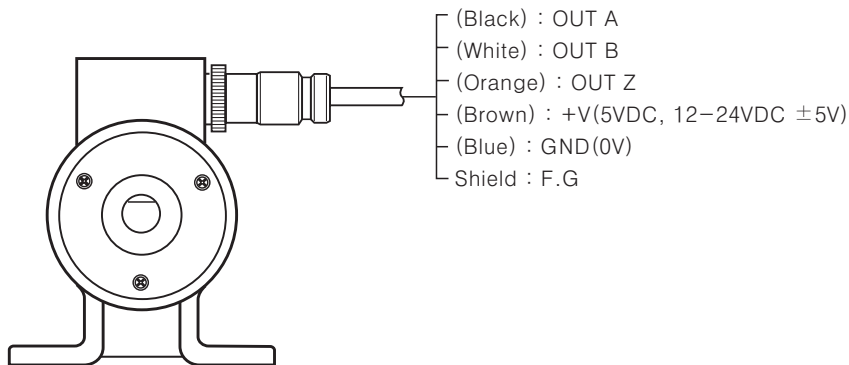 (Black) : OUT A
(White) : OUT B
(Orange) : OUT Z
(Brown) : +V(5VDC, 12-24VDC ±5V)
(Blue) : GND(0V)
Shield : F.G